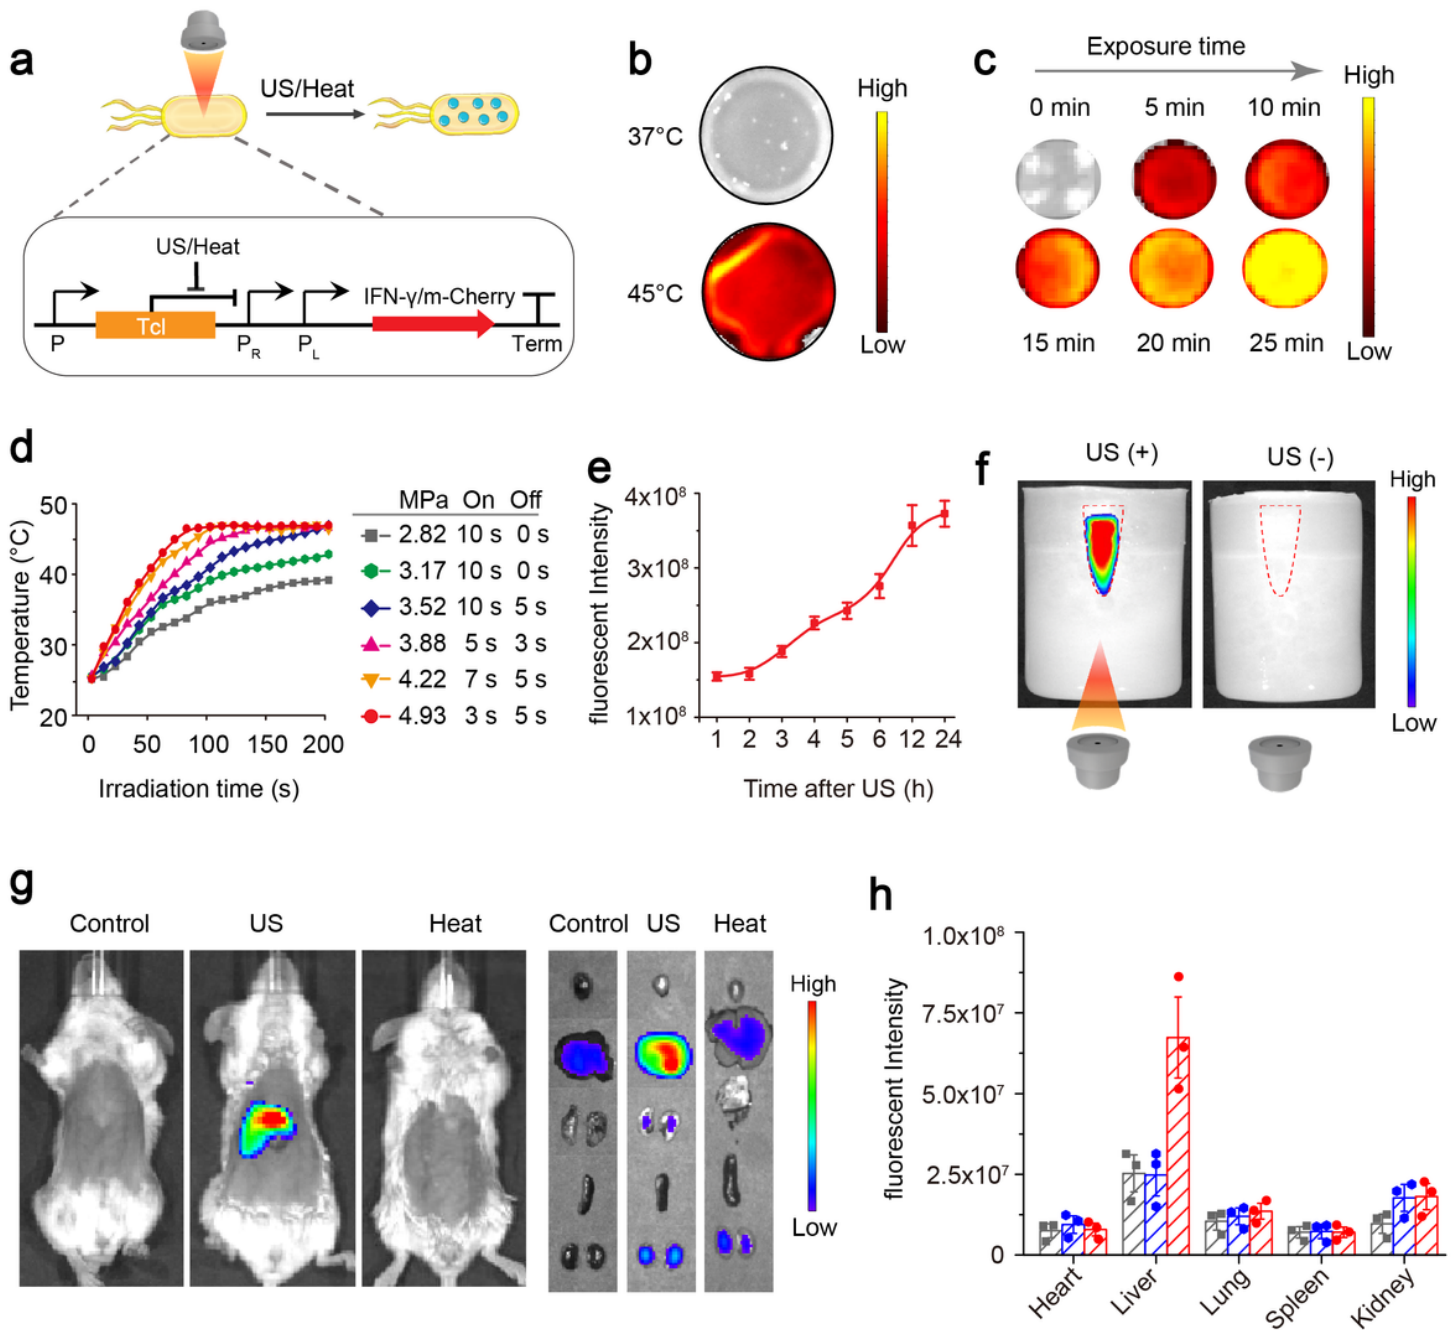 a
US/Heat
US/Heat
IFN-γ/m-Cherry
TcI
P
P_R
P_L
Term
b
37°C
45°C
High
Low
c
Exposure time
0 min 5 min 10 min
15 min 20 min 25 min
High
Low
d
50
40
30
20
Temperature (°C)
0 50 100 150 200
Irradiation time (s)
MPa On Off
2.82 10 s 0 s
3.17 10 s 0 s
3.52 10 s 5 s
3.88 5 s 3 s
4.22 7 s 5 s
4.93 3 s 5 s
e
fluorescent Intensity
4x10⁸
3x10⁸
2x10⁸
1x10⁸
1 2 3 4 5 6 12 24
Time after US (h)
f
US (+) US (-)
High
Low
g
Control US Heat
Control US Heat
High
Low
h
fluorescent Intensity
1.0x10⁸
7.5x10⁷
5.0x10⁷
2.5x10⁷
0
Heart Liver Lung Spleen Kidney